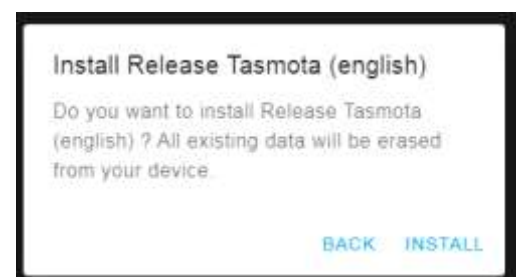 Install Release Tasmota (english)
Do you want to install Release Tasmota
(english) ? All existing data will be erased
from your device.
BACK INSTALL